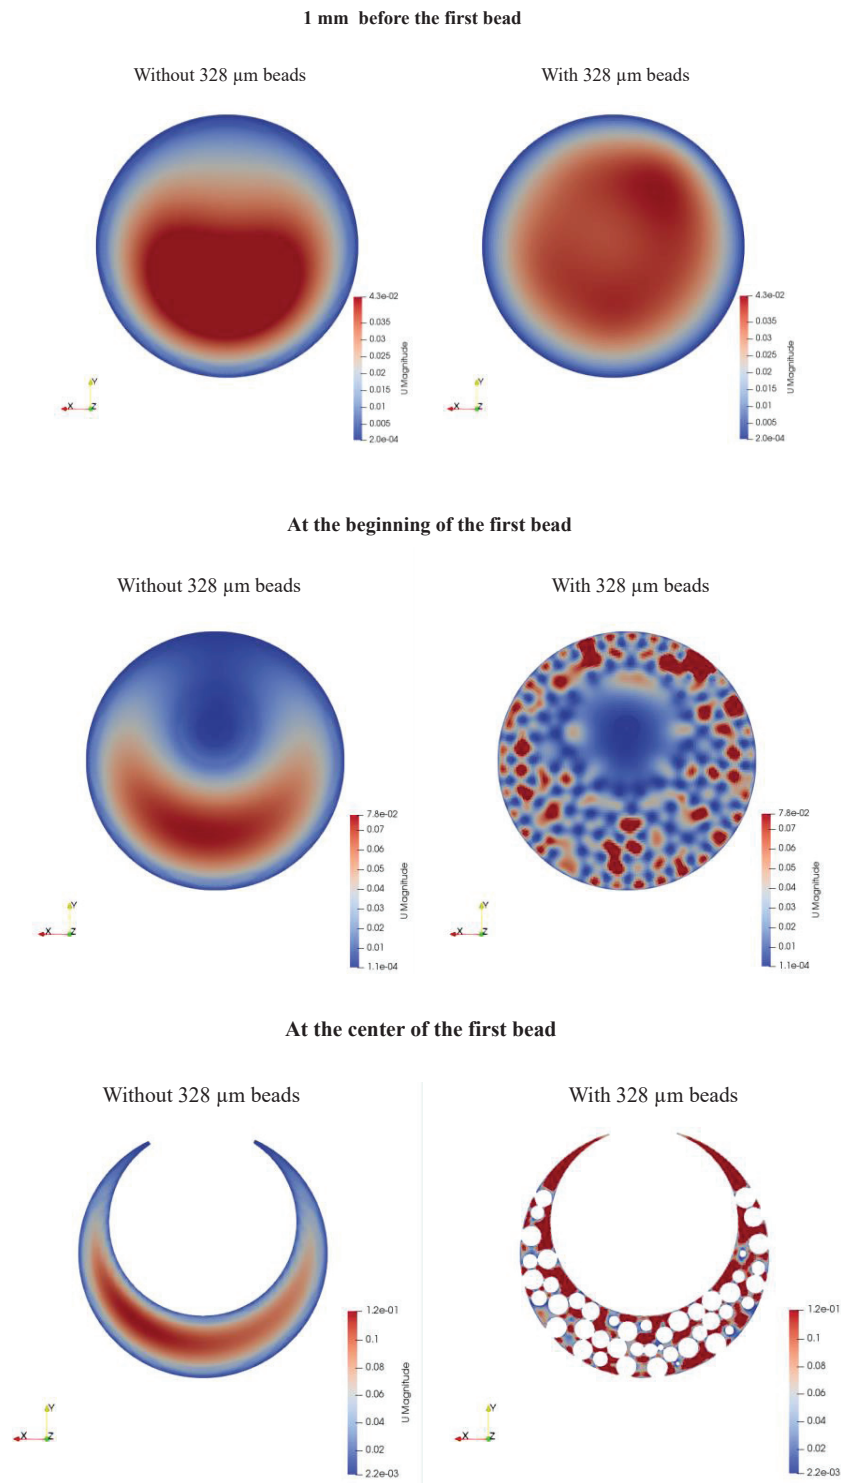 1 mm  before the first bead
Without 328 µm beads
With 328 µm beads
4.3e-02
0.035
0.03
0.025
0.02
0.015
0.01
0.005
2.0e-04
U Magnitude
Y
X
Z
4.3e-02
0.035
0.03
0.025
0.02
0.015
0.01
0.005
2.0e-04
U Magnitude
Y
X
Z
At the beginning of the first bead
Without 328 µm beads
With 328 µm beads
7.8e-02
0.07
0.06
0.05
0.04
0.03
0.02
0.01
1.1e-04
U Magnitude
Y
X
Z
7.8e-02
0.07
0.06
0.05
0.04
0.03
0.02
0.01
1.1e-04
U Magnitude
Y
X
Z
At the center of the first bead
Without 328 µm beads
With 328 µm beads
1.2e-01
0.1
0.08
0.06
0.04
0.02
2.2e-03
U Magnitude
Y
X
Z
1.2e-01
0.1
0.08
0.06
0.04
0.02
2.2e-03
U Magnitude
Y
X
Z